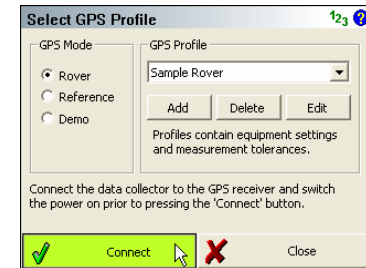 Select GPS Profile 123 ?
GPS Mode GPS Profile
Rover Sample Rover
Reference
Add Delete Edit
Demo
Profiles contain equipment settings
and measurement tolerances.
Connect the data collector to the GPS receiver and switch
the power on prior to pressing the 'Connect' button.
Connect Close